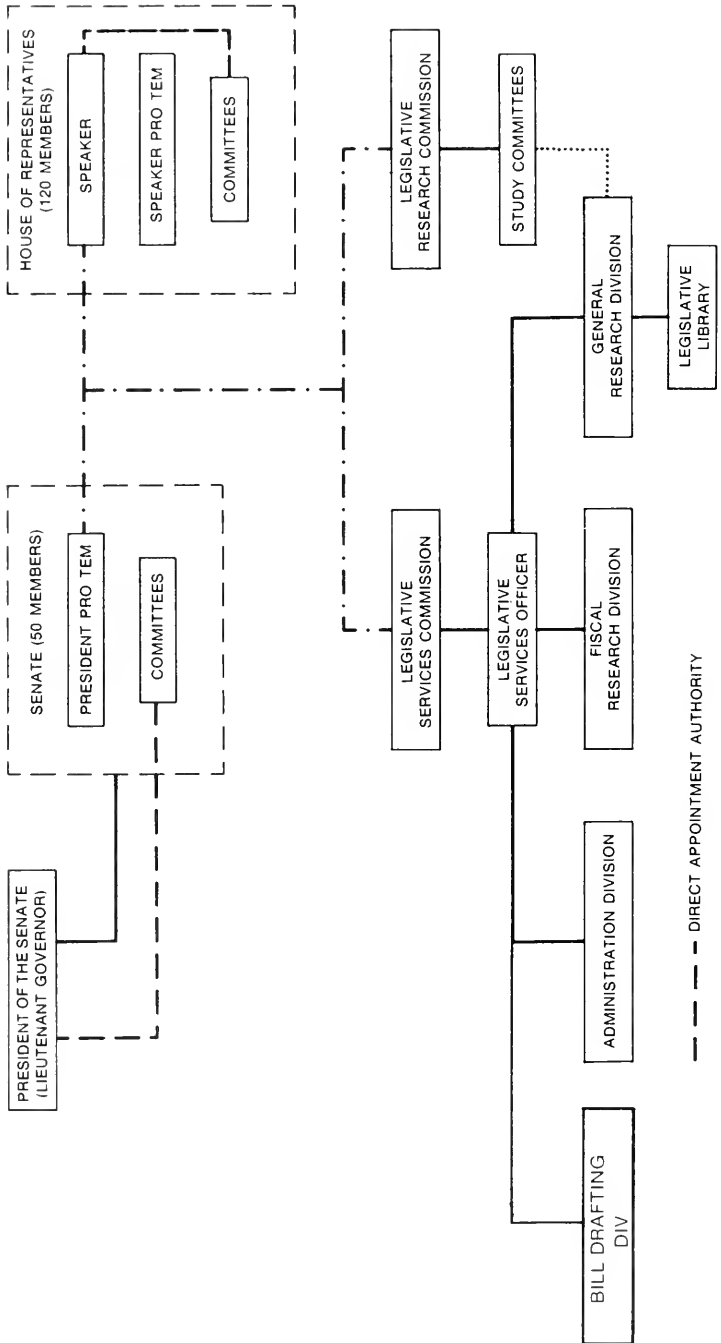 PRESIDENT OF THE SENATE
(LIEUTENANT GOVERNOR)
SENATE (50 MEMBERS)
PRESIDENT PRO TEM
COMMITTEES
HOUSE OF REPRESENTATIVES
(120 MEMBERS)
SPEAKER
SPEAKER PRO TEM
COMMITTEES
LEGISLATIVE
SERVICES COMMISSION
LEGISLATIVE
RESEARCH COMMISSION
LEGISLATIVE
SERVICES OFFICER
STUDY COMMITTEES
BILL DRAFTING
DIV
ADMINISTRATION DIVISION
FISCAL
RESEARCH DIVISION
GENERAL
RESEARCH DIVISION
LEGISLATIVE
LIBRARY
DIRECT APPOINTMENT AUTHORITY